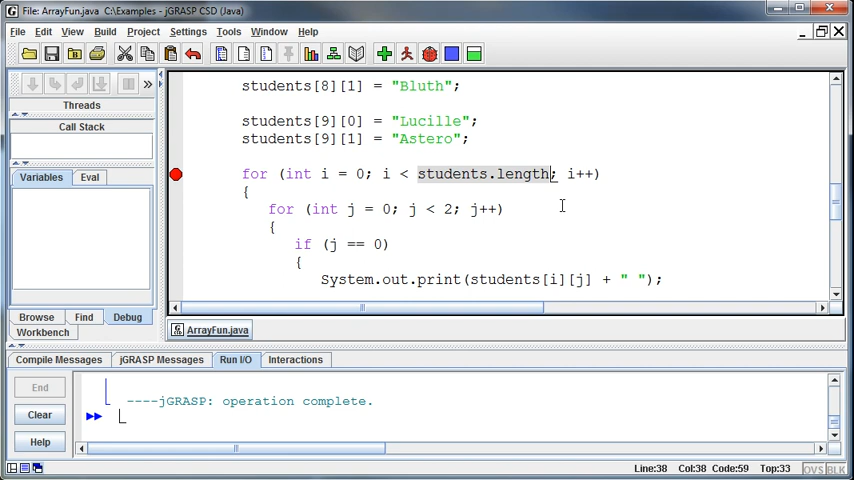 File: ArrayFun.java C:\Examples - jGRASP CSD (Java)
File Edit View Build Project Settings Tools Window Help
Threads
Call Stack
Variables Eval
Browse Find Debug
Workbench
students[8][1] = "Bluth";
students[9][0] = "Lucille";
students[9][1] = "Astero";
for (int i = 0; i < students.length; i++)
{
for (int j = 0; j < 2; j++)
{
if (j == 0)
{
System.out.print(students[i][j] + " ");
ArrayFun.java
Compile Messages jGRASP Messages Run I/O Interactions
End
Clear
Help
----jGRASP: operation complete.
Line:38 Col:38 Code:59 Top:33 OVS BLK